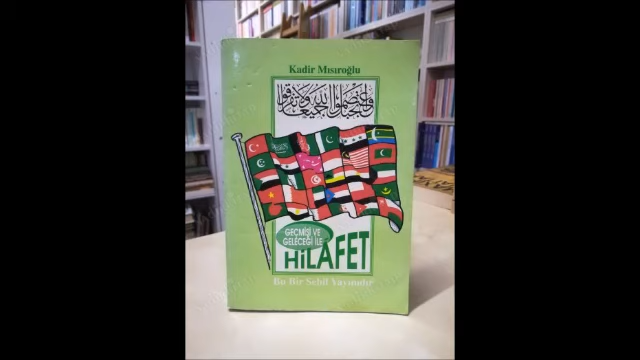 Kadir Mısıroğlu
واعتصموا بحبل الله جميعا ولا تفرقوا
GEÇMİŞİ VE
GELECEĞİ İLE
HİLAFET
Bu Bir Sebil Yayınıdır